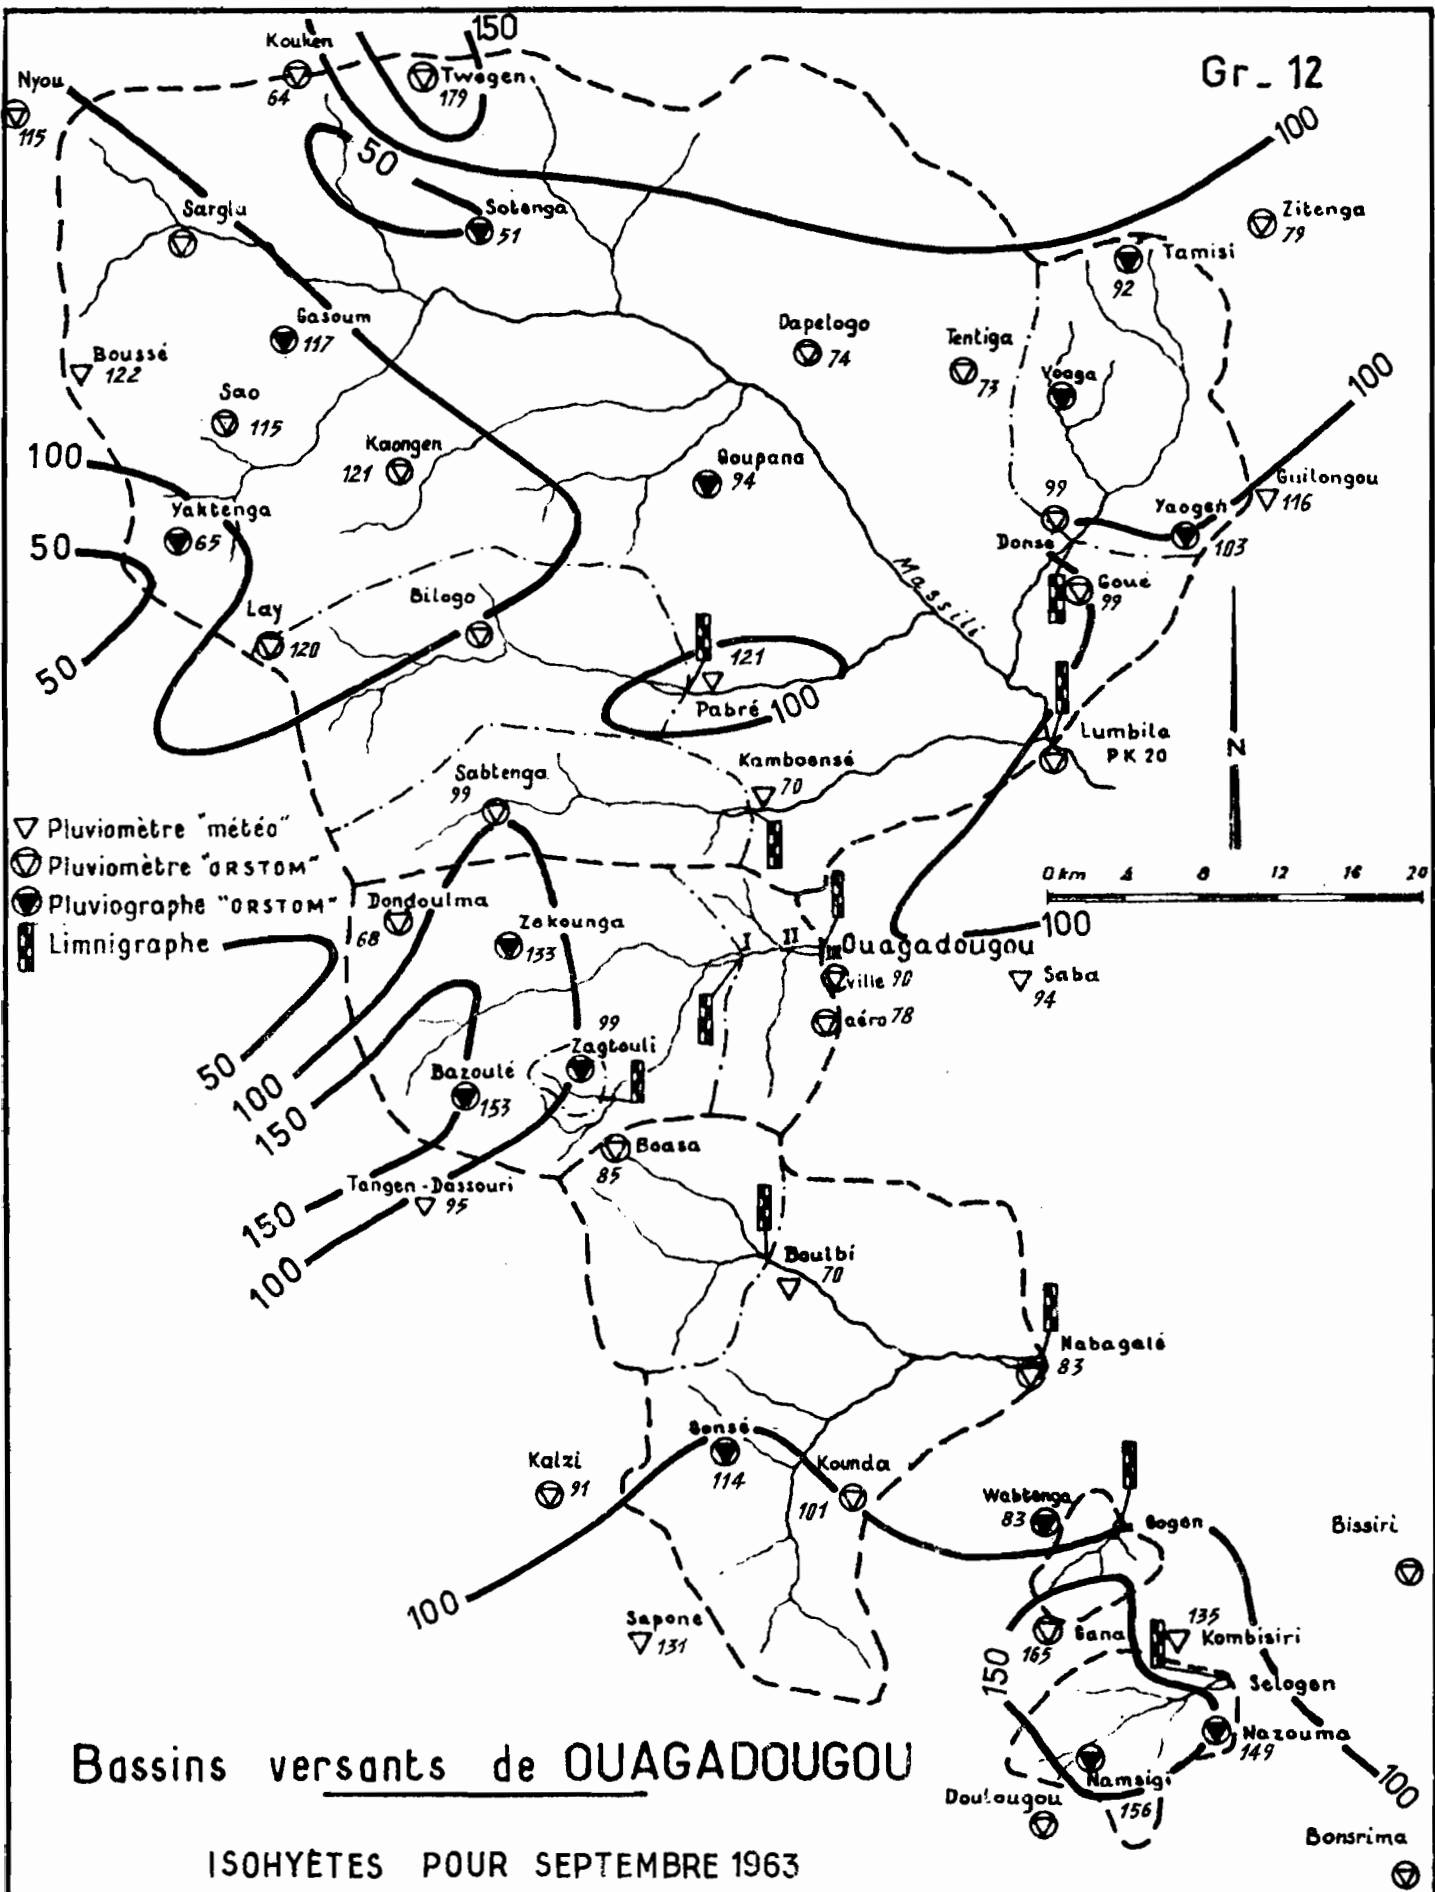 150
Kouken
64
Twegen
179
Gr_12
Nyou
115
100
50
Sotenga
51
Sargla
Zitenga
79
Tamisi
92
Gasoum
117
Dapelogo
74
Tentiga
73
Yoaga
Boussé
122
Sao
115
100
Kaongen
121
Goupana
94
100
Guilongou
116
Yaktenga
65
99
Yaogen
103
Donse
50
Goué
99
Massili
Lay
120
Bilogo
50
121
Pabré
100
Lumbila
PK 20
N
Kamboensé
70
Sabtenga
99
Pluviomètre "météo"
Pluviomètre "ORSTOM"
Pluviographe "ORSTOM"
Limnigraphe
0 km 4 8 12 16 20
100
Dondoulma
68
Zekounga
133
I
II
III
Ouagadougou
ville 90
aéro 78
Saba
94
50
100
150
99
Zagtouli
Bazoulé
153
Boasa
85
Tangen-Dassouri
95
150
100
Boulbi
70
Nabagalé
83
Sonsé
114
Kalzi
91
Kounda
101
Wabtenga
83
Gogen
Bissiri
100
Sapone
131
165
Gana
135
Kombisiri
150
Selogen
Nazouma
149
Namsigi
156
Doulougou
100
Bonsrima
Bassins versants de OUAGADOUGOU
ISOHYÈTES POUR SEPTEMBRE 1963